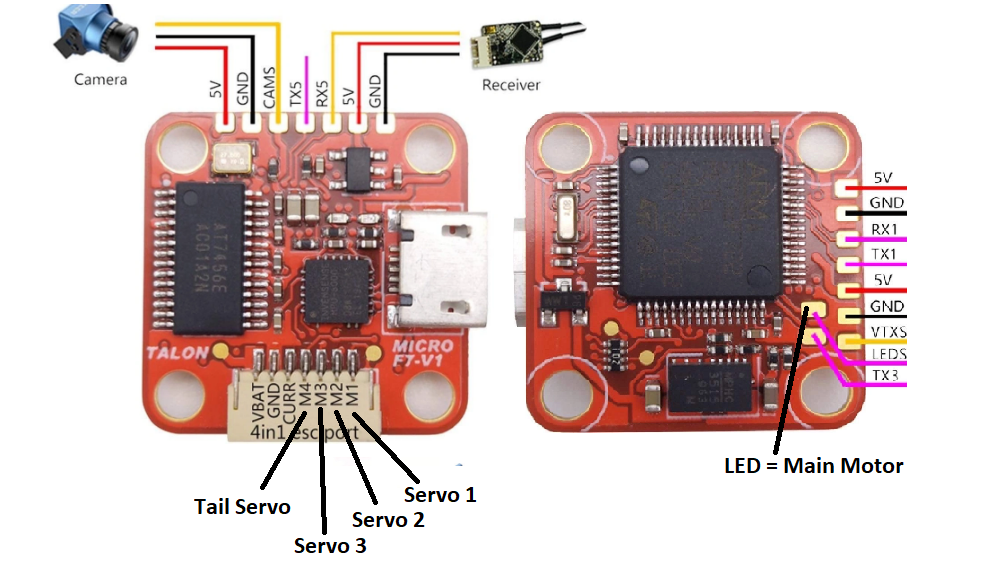 Camera
5V
GND
CAMS
TX5
RX5
5V
GND
Receiver
AT7456E
TALON
MICRO
F7-V1
VBAT
GND
CURR
M4
M3
M2
M1
4in1 esc port
Tail Servo
Servo 3
Servo 2
Servo 1
ARM
5V
GND
RX1
TX1
5V
GND
VTXS
LEDS
TX3
LED = Main Motor